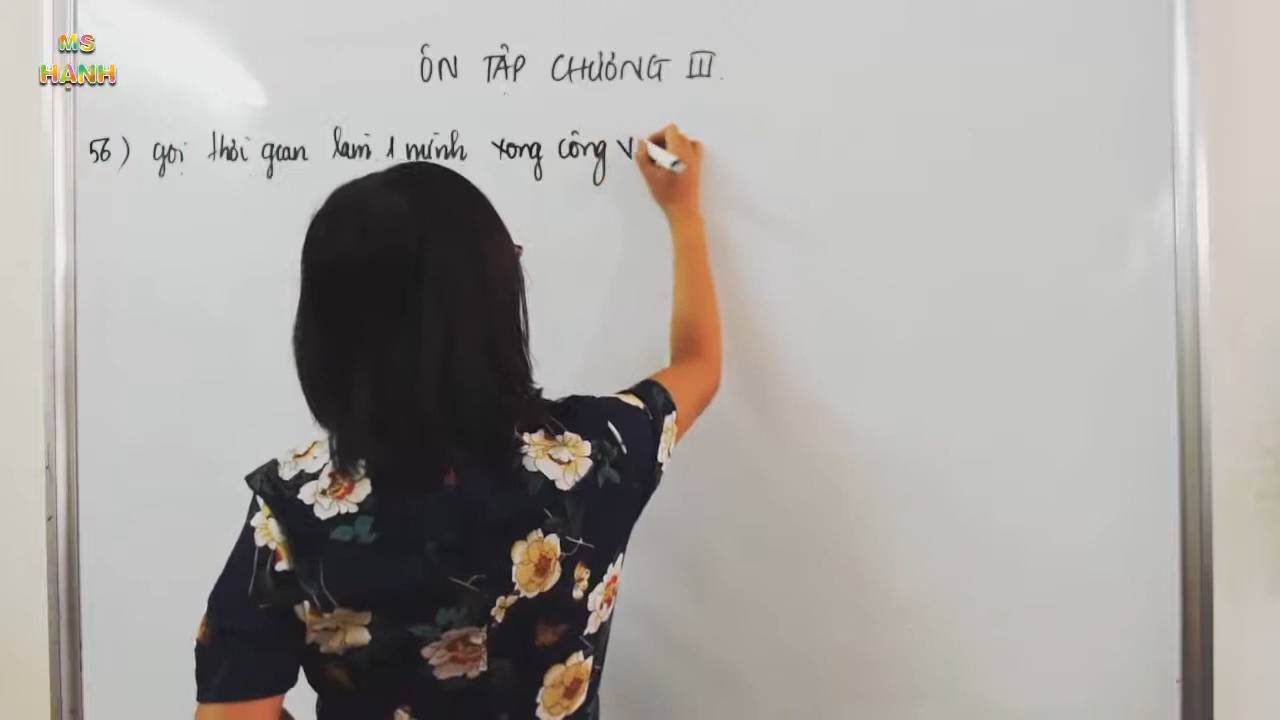 MS
HẠNH
ÔN TẬP CHƯƠNG III
56) gọi thời gian làm 1 mình xong công v